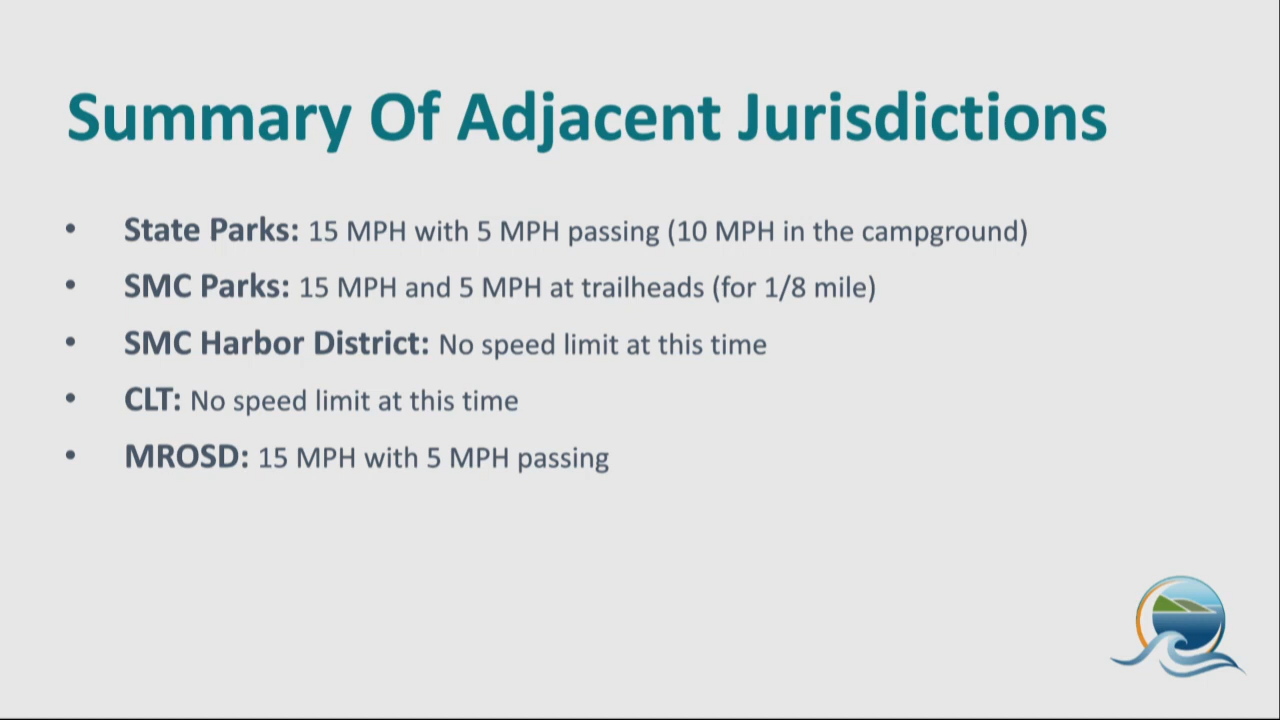 Summary Of Adjacent Jurisdictions
• State Parks: 15 MPH with 5 MPH passing (10 MPH in the campground)
• SMC Parks: 15 MPH and 5 MPH at trailheads (for 1/8 mile)
• SMC Harbor District: No speed limit at this time
• CLT: No speed limit at this time
• MROSD: 15 MPH with 5 MPH passing